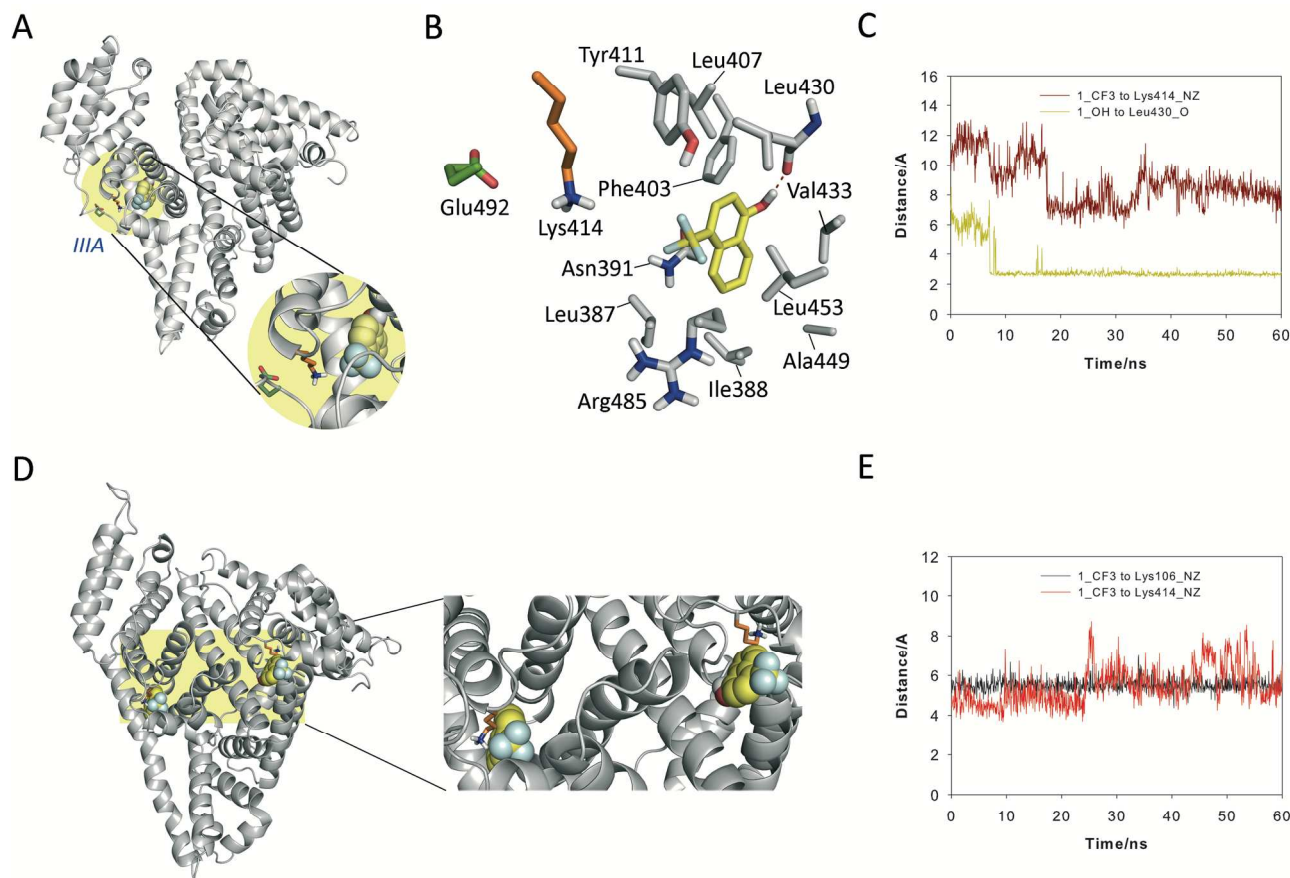 A
IIIA
B
Tyr411
Leu407
Leu430
Glu492
Phe403
Val433
Lys414
Asn391
Leu387
Leu453
Ala449
Arg485
Ile388
C
16
14
12
10
8
6
4
2
0
Distance/A
1_CF3 to Lys414_NZ
1_OH to Leu430_O
0 10 20 30 40 50 60
Time/ns
D
E
12
10
8
6
4
2
0
Distance/A
1_CF3 to Lys106_NZ
1_CF3 to Lys414_NZ
0 10 20 30 40 50 60
Time/ns